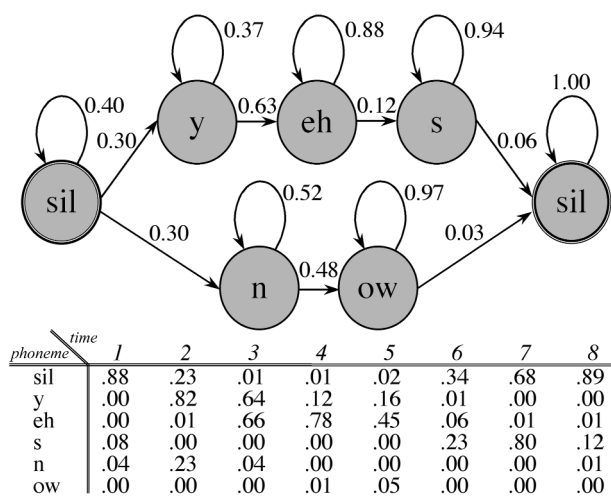 0.37 0.88 0.94
0.40 1.00
y 0.63 eh 0.12 s
0.30 0.06
sil sil
0.52 0.97
0.30 0.03
n 0.48 ow
time
phoneme 1 2 3 4 5 6 7 8
sil .88 .23 .01 .01 .02 .34 .68 .89
y .00 .82 .64 .12 .16 .01 .00 .00
eh .00 .01 .66 .78 .45 .06 .01 .01
s .08 .00 .00 .00 .00 .23 .80 .12
n .04 .23 .04 .00 .00 .00 .00 .01
ow .00 .00 .00 .01 .05 .00 .00 .00